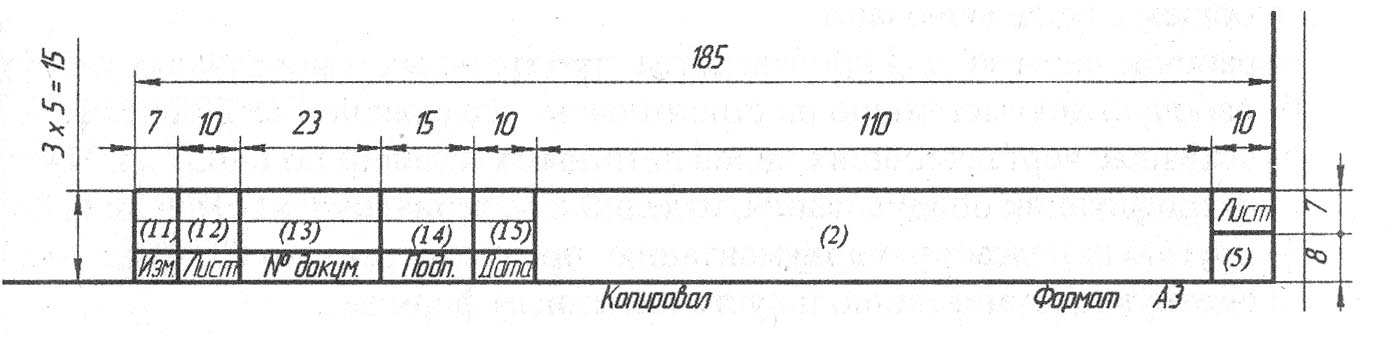 185
3 x 5 = 15
7 10 23 15 10 110 10
(11) (12) (13) (14) (15) (2) Лист
7
Изм. Лист № докум. Подп. Дата (5)
8
Копировал Формат А3